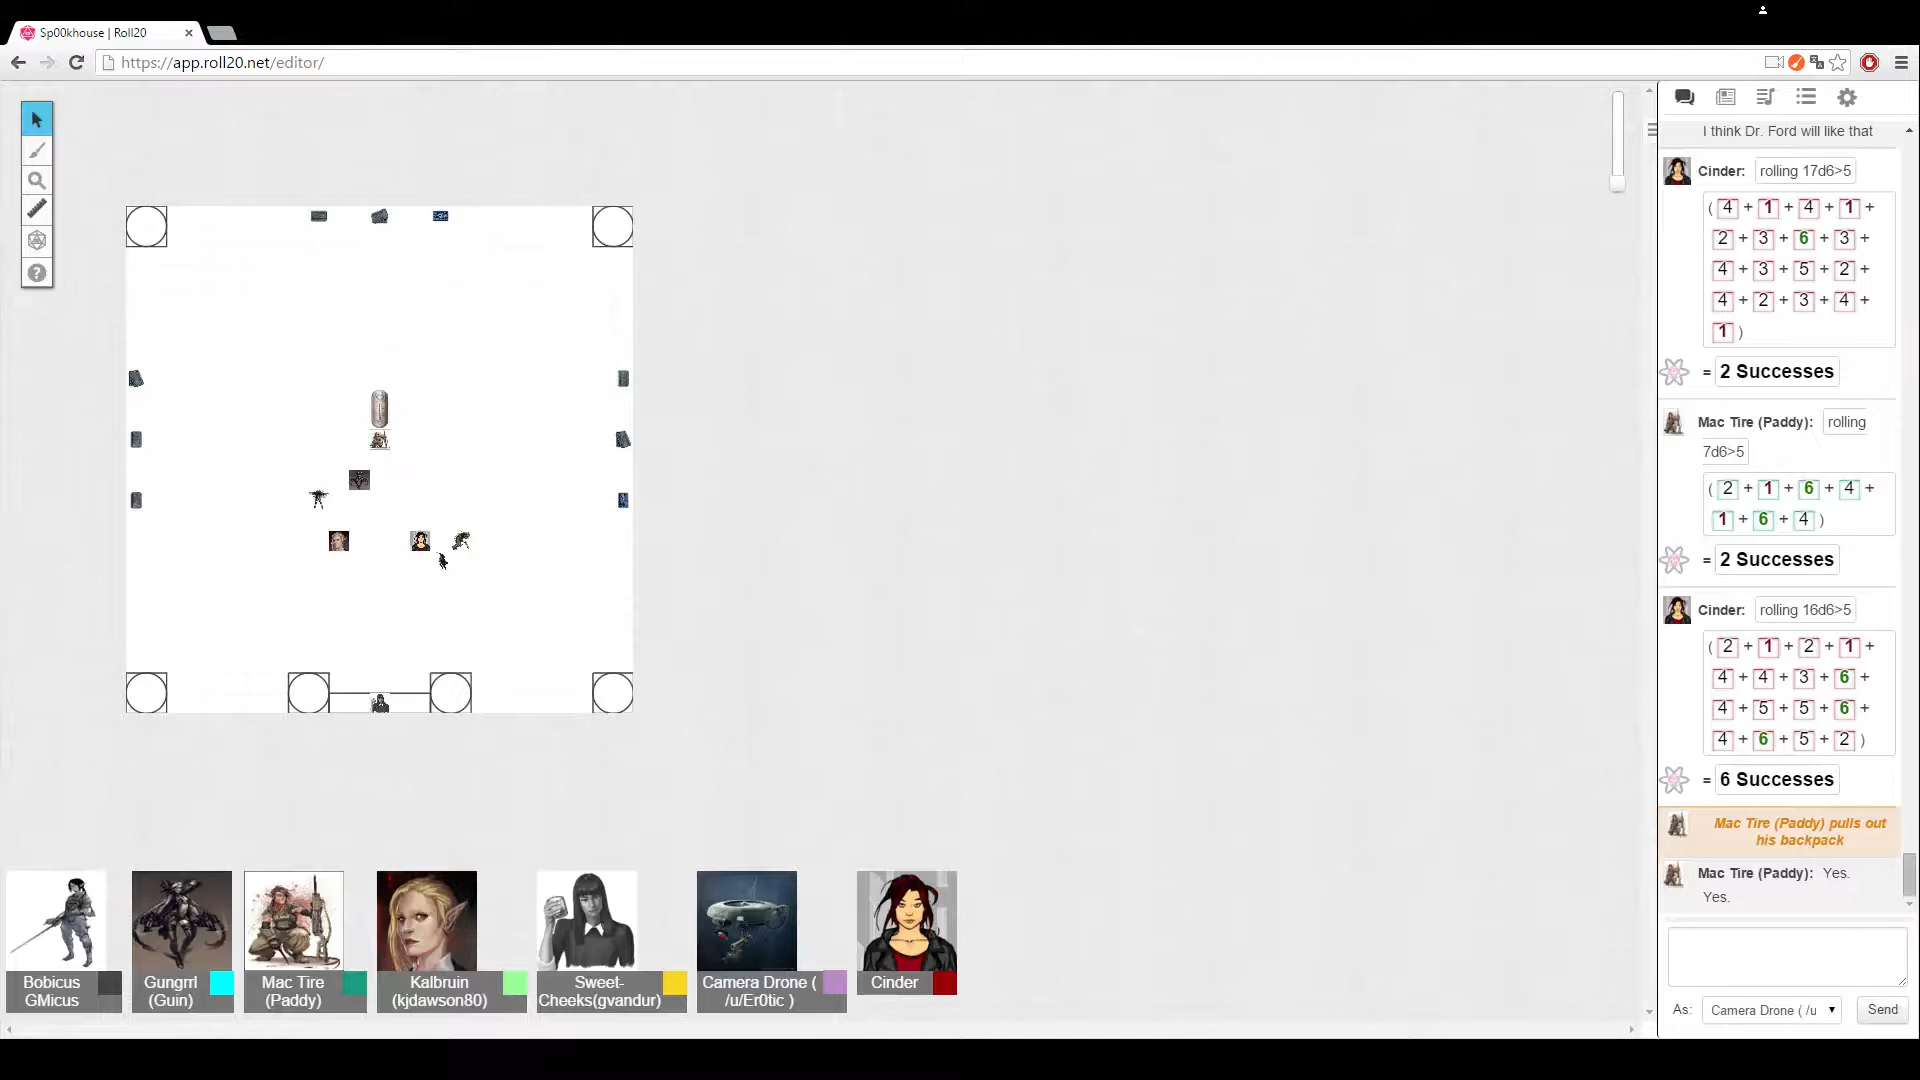 Sp00khouse | Roll20
https://app.roll20.net/editor/
I think Dr. Ford will like that
Cinder: rolling 17d6>5
( 4 + 1 + 4 + 1 +
2 + 3 + 6 + 3 +
4 + 3 + 5 + 2 +
4 + 2 + 3 + 4 +
1 )
= 2 Successes
Mac Tire (Paddy): rolling
7d6>5
( 2 + 1 + 6 + 4 +
1 + 6 + 4 )
= 2 Successes
Cinder: rolling 16d6>5
( 2 + 1 + 2 + 1 +
4 + 4 + 3 + 6 +
4 + 5 + 5 + 6 +
4 + 6 + 5 + 2 )
= 6 Successes
Mac Tire (Paddy) pulls out
his backpack
Mac Tire (Paddy): Yes.
Yes.
As: Camera Drone ( /u Send
Bobicus
GMicus
Gungrrl
(Guin)
Mac Tire
(Paddy)
Kalbruin
(kjdawson80)
Sweet-
Cheeks(gvandur)
Camera Drone (
/u/Er0tic )
Cinder